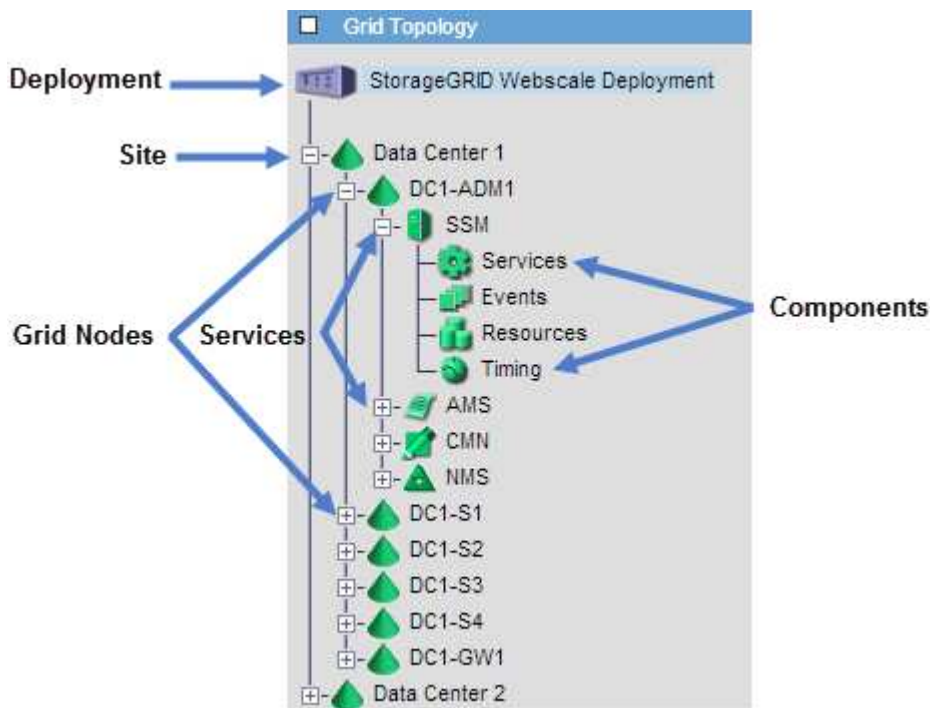 Grid Topology
Deployment
StorageGRID Webscale Deployment
Site
Data Center 1
DC1-ADM1
SSM
Services
Events
Components
Grid Nodes
Services
Resources
Timing
AMS
CMN
NMS
DC1-S1
DC1-S2
DC1-S3
DC1-S4
DC1-GW1
Data Center 2